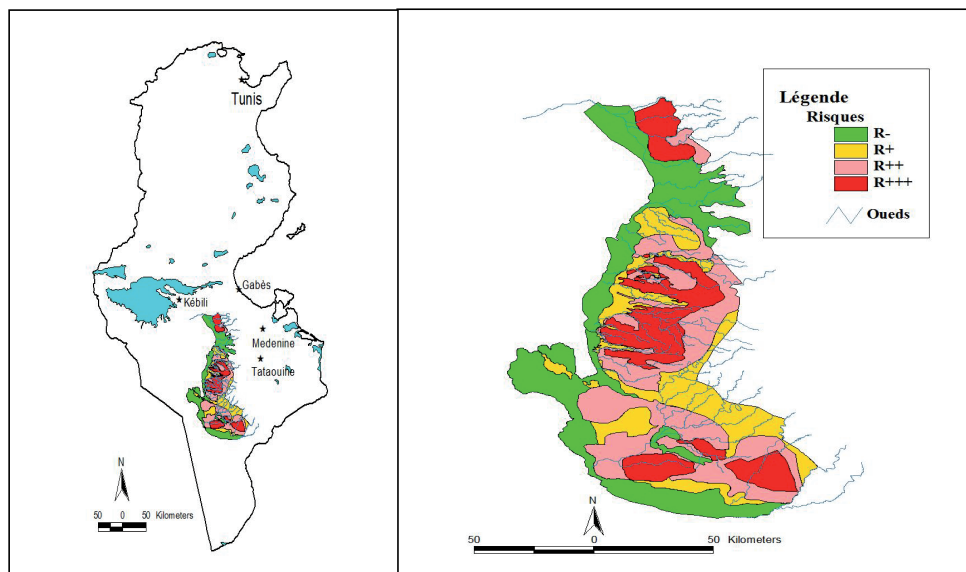 Tunis
Gabès
Kébili
Medenine
Tataouine
N
50 0 50 Kilometers
Légende
Risques
R-
R+
R++
R+++
Oueds
N
50 0 50 Kilometers